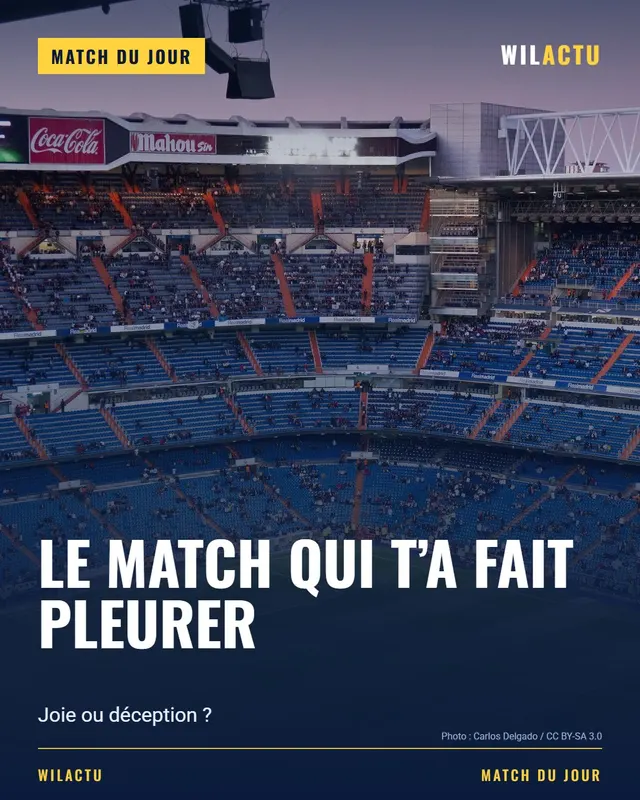 MATCH DU JOUR
WILACTU
Coca-Cola
Mahou Sin
LE MATCH QUI T'A FAIT
PLEURER
Joie ou déception ?
Photo : Carlos Delgado / CC BY-SA 3.0
WILACTU
MATCH DU JOUR